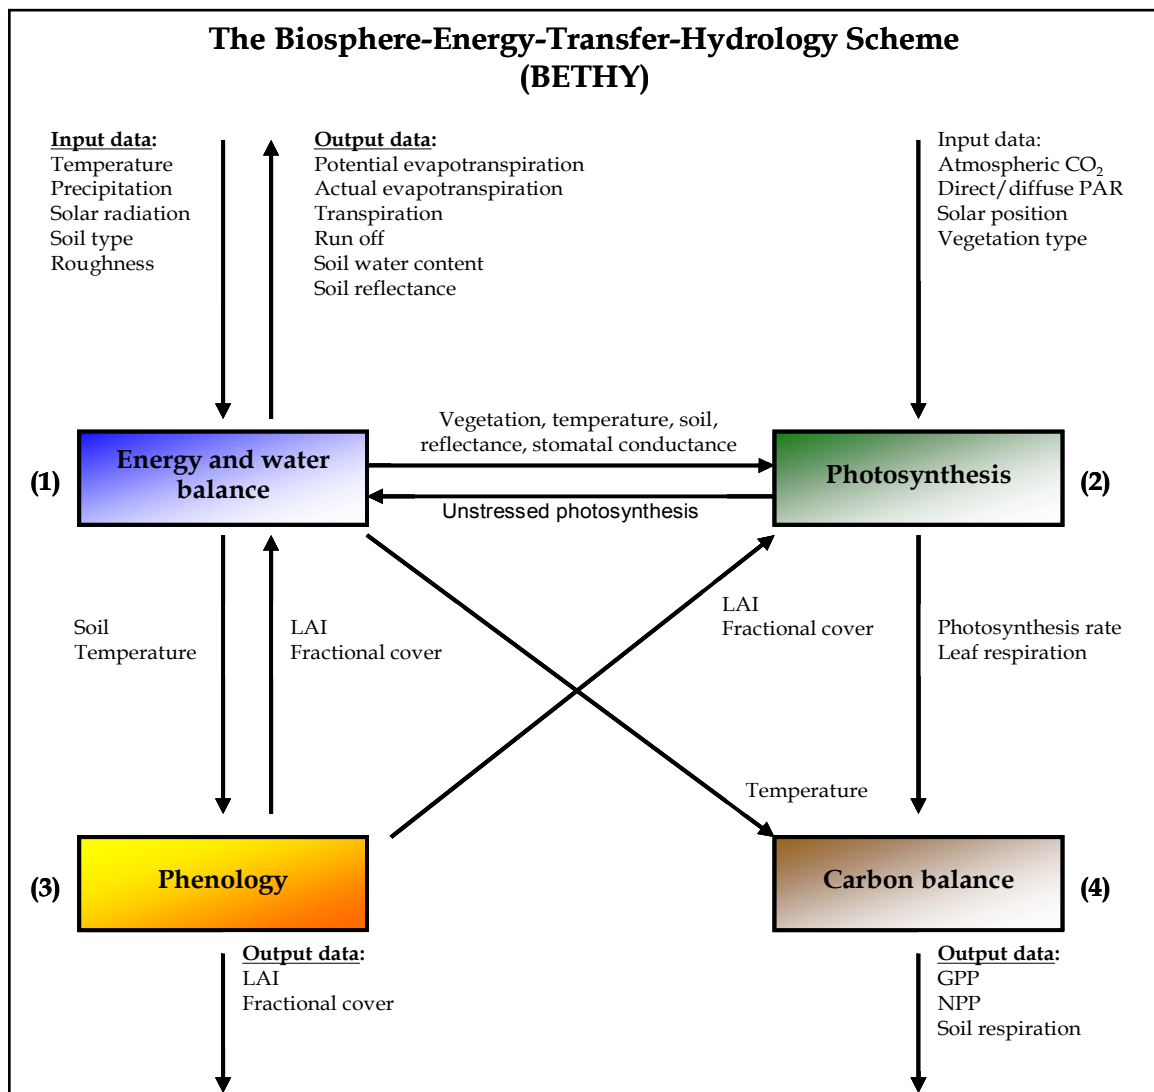 The Biosphere-Energy-Transfer-Hydrology Scheme
(BETHY)
Input data:
Temperature
Precipitation
Solar radiation
Soil type
Roughness
Output data:
Potential evapotranspiration
Actual evapotranspiration
Transpiration
Run off
Soil water content
Soil reflectance
Input data:
Atmospheric CO₂
Direct/diffuse PAR
Solar position
Vegetation type
(1)
Energy and water
balance
Vegetation, temperature, soil,
reflectance, stomatal conductance
Unstressed photosynthesis
Photosynthesis
(2)
Soil
Temperature
LAI
Fractional cover
LAI
Fractional cover
Photosynthesis rate
Leaf respiration
Temperature
(3)
Phenology
Carbon balance
(4)
Output data:
LAI
Fractional cover
Output data:
GPP
NPP
Soil respiration